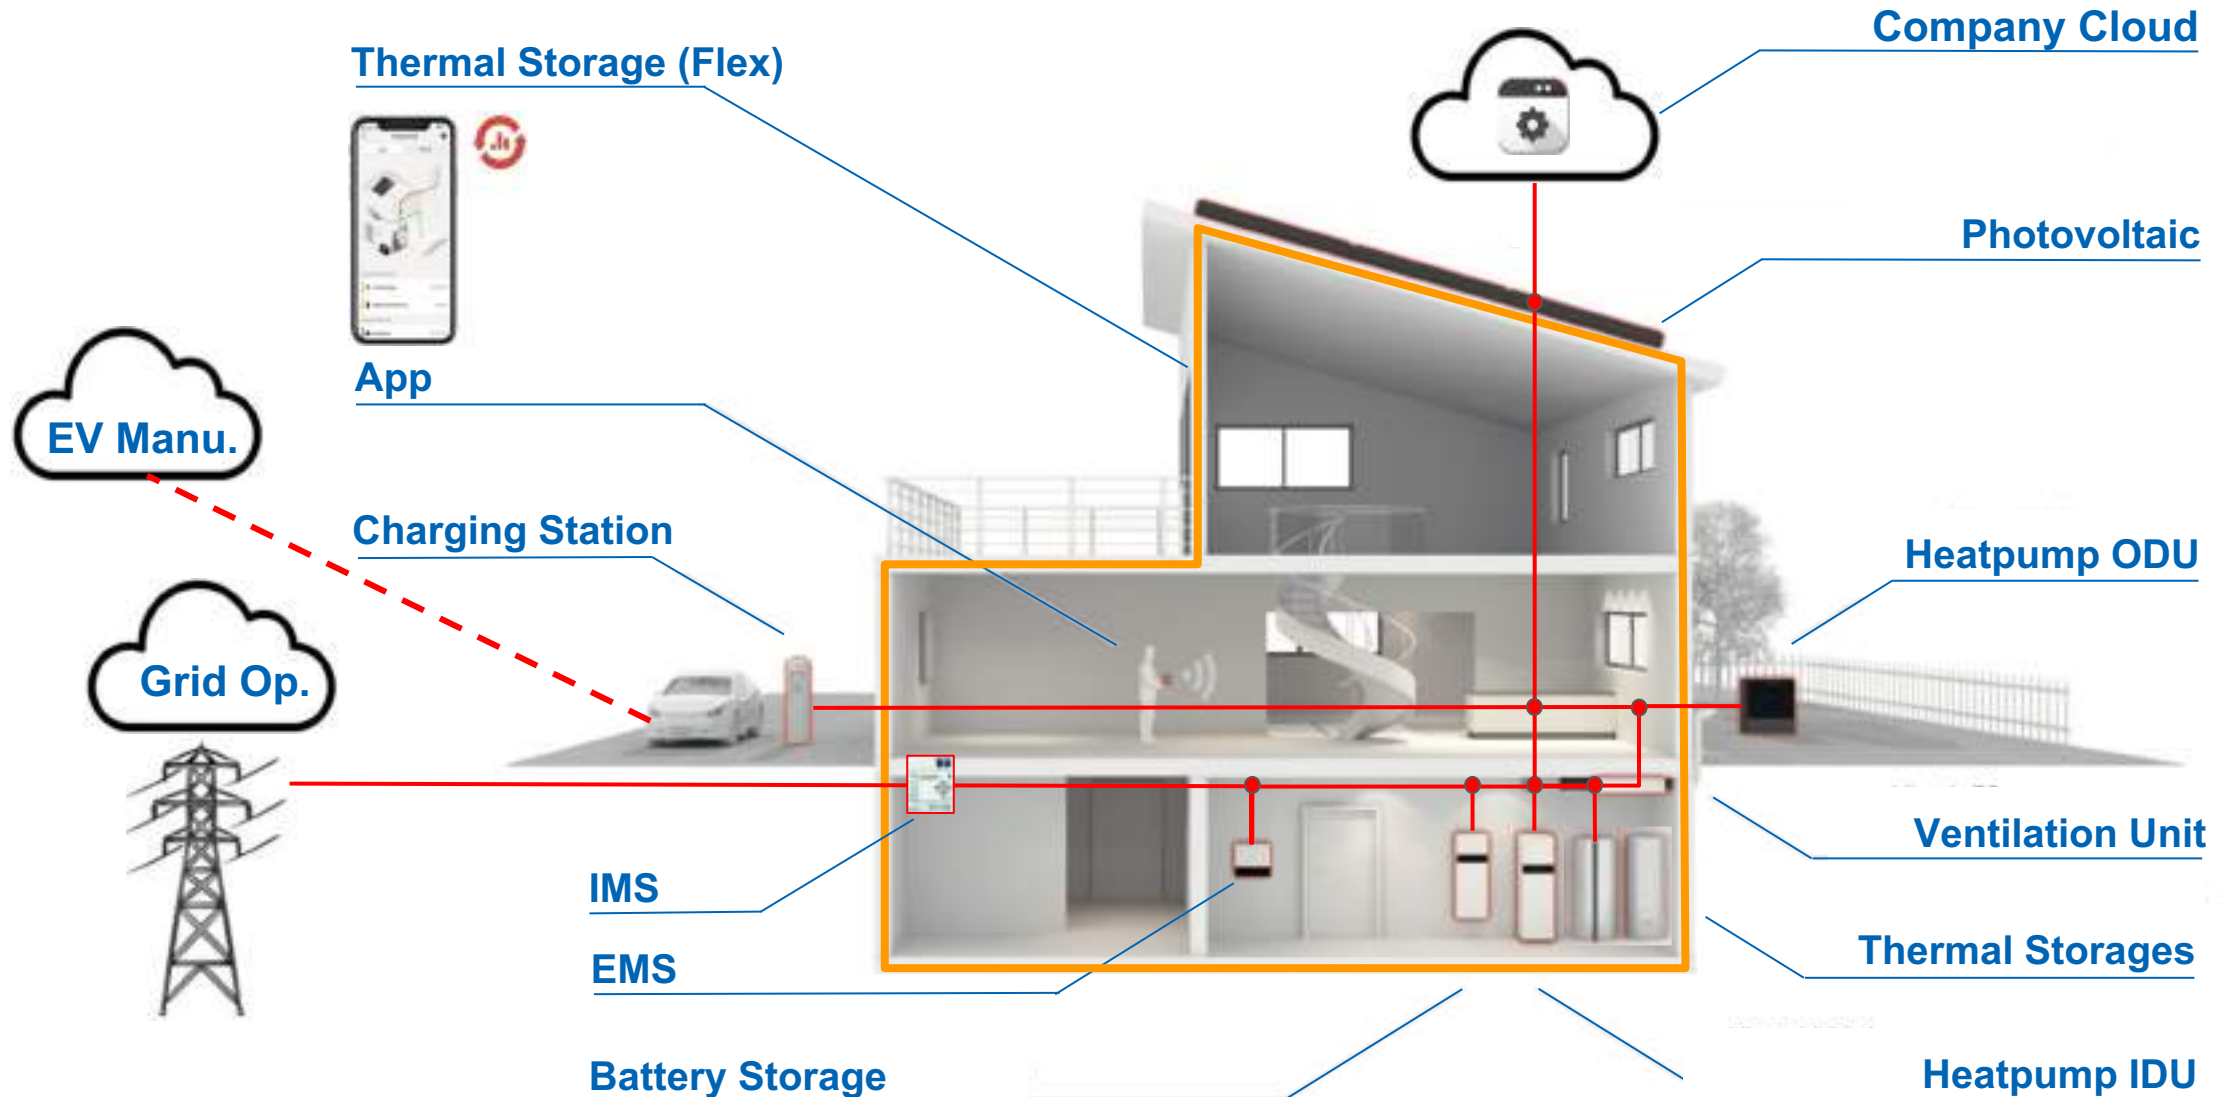 Company Cloud
Thermal Storage (Flex)
Photovoltaic
App
EV Manu.
Charging Station
Heatpump ODU
Grid Op.
Ventilation Unit
IMS
Thermal Storages
EMS
Battery Storage
Heatpump IDU